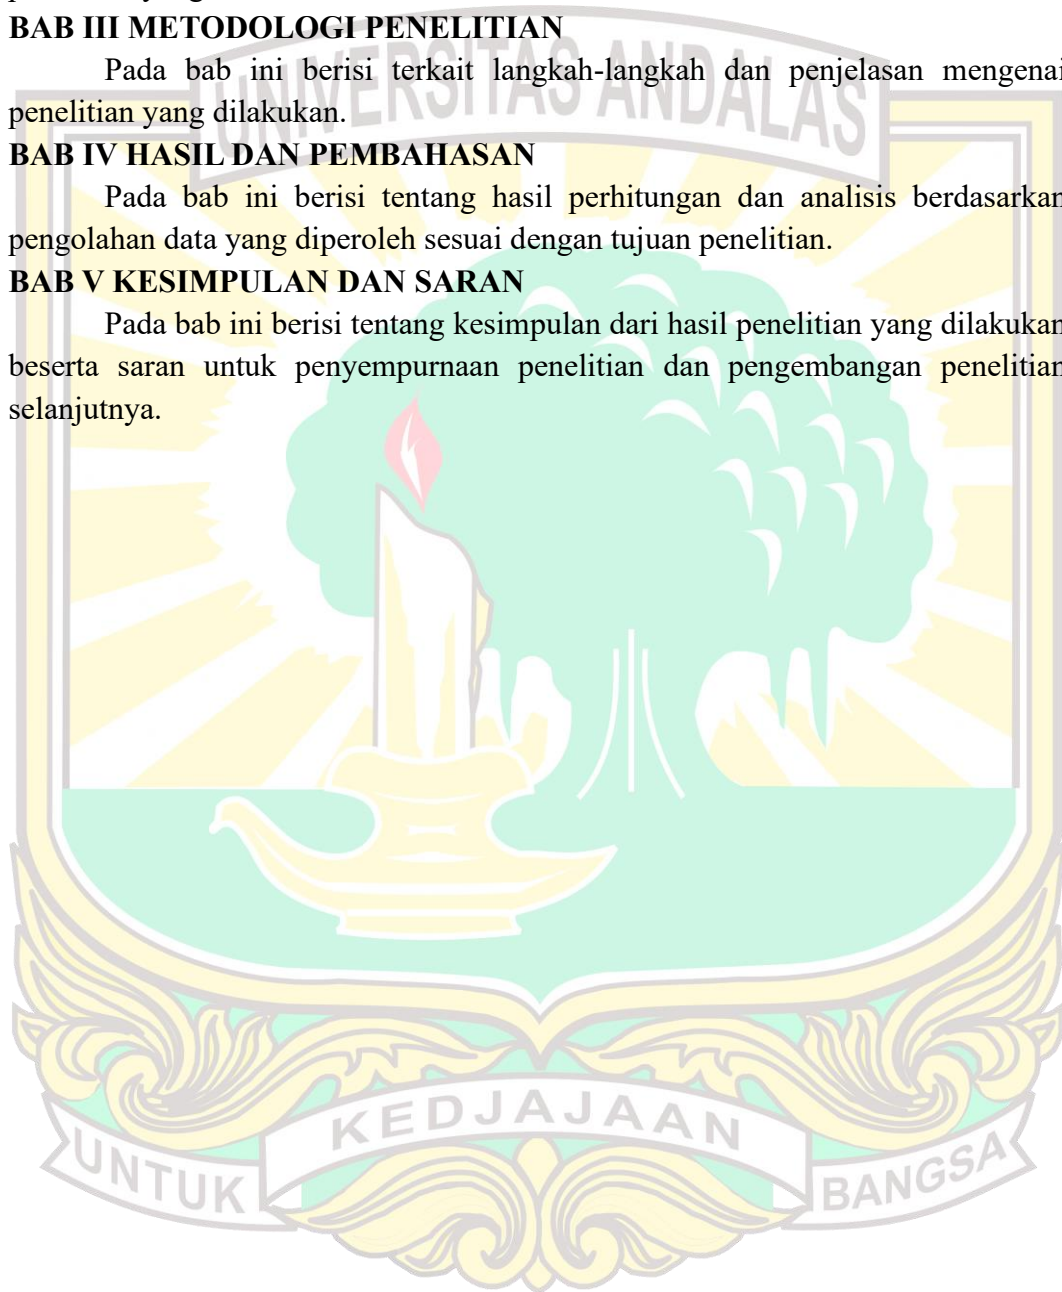 BAB III METODOLOGI PENELITIAN
Pada bab ini berisi terkait langkah-langkah dan penjelasan mengenai
penelitian yang dilakukan.
BAB IV HASIL DAN PEMBAHASAN
Pada bab ini berisi tentang hasil perhitungan dan analisis berdasarkan
pengolahan data yang diperoleh sesuai dengan tujuan penelitian.
BAB V KESIMPULAN DAN SARAN
Pada bab ini berisi tentang kesimpulan dari hasil penelitian yang dilakukan
beserta saran untuk penyempurnaan penelitian dan pengembangan penelitian
selanjutnya.
UNIVERSITAS ANDALAS
UNTUK KEDJAJAAN BANGSA